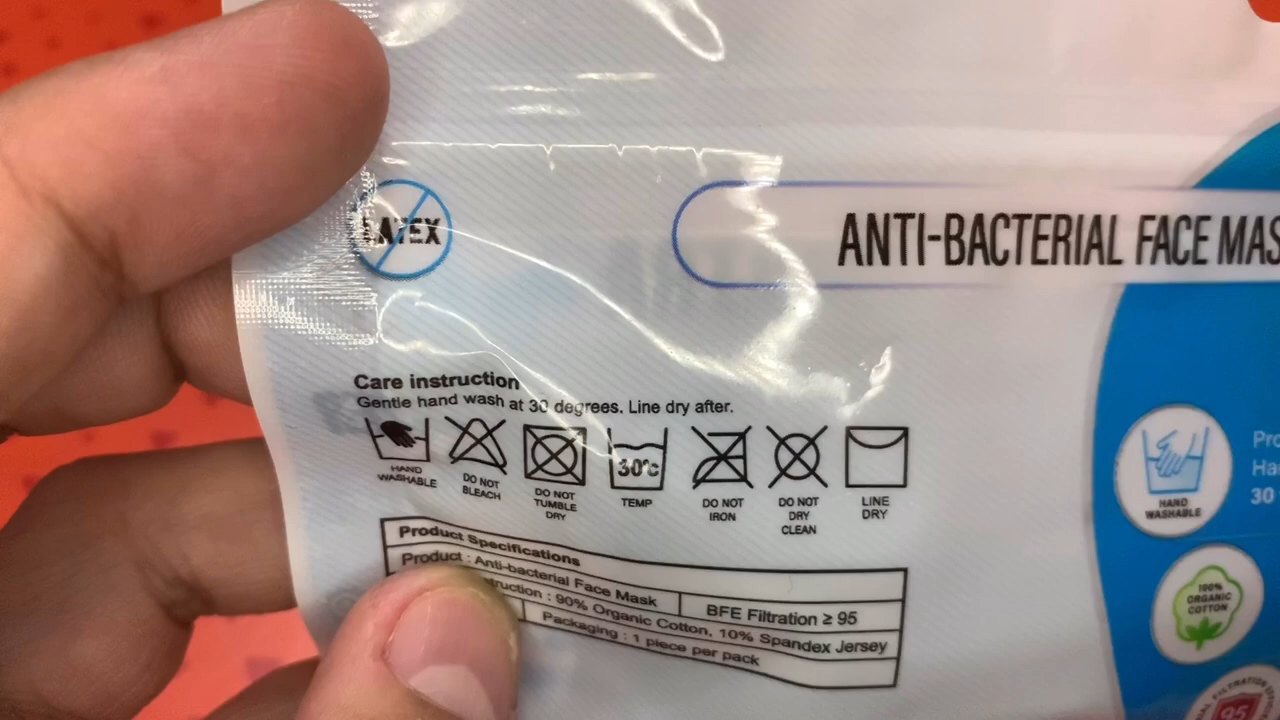 LATEX
ANTI-BACTERIAL FACE MAS
Care instruction
Gentle hand wash at 30 degrees. Line dry after.
30°c
HAND
WASHABLE
DO NOT
BLEACH
DO NOT
TUMBLE
DRY
TEMP
DO NOT
IRON
DO NOT
DRY
CLEAN
LINE
DRY
Product Specifications
Product : Anti-bacterial Face Mask
BFE Filtration ≥ 95
truction : 90% Organic Cotton, 10% Spandex Jersey
Packaging : 1 piece per pack
HAND
WASHABLE
Pro
Ha
30
100%
ORGANIC
COTTON
FILTRATION
95